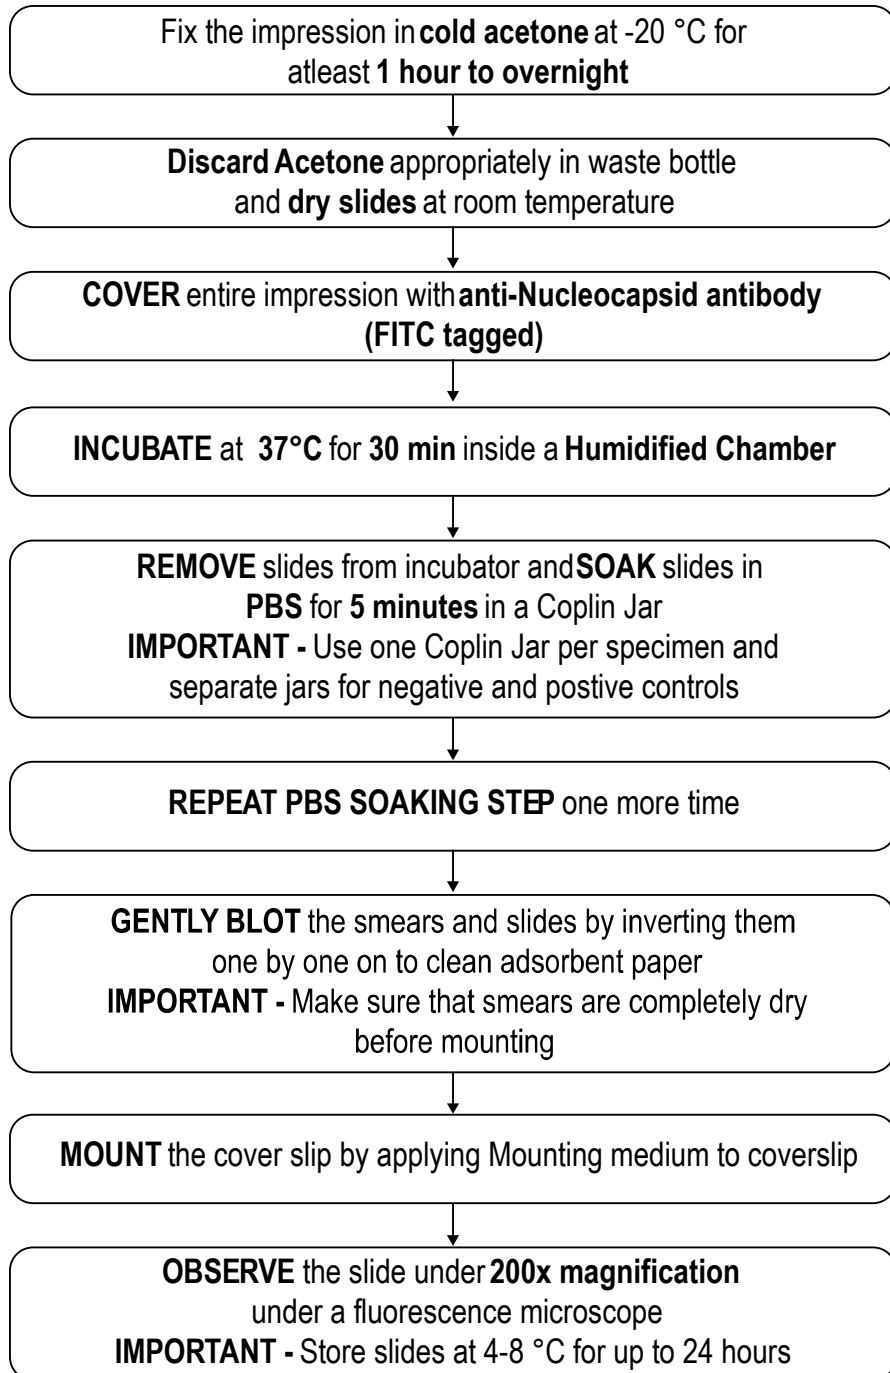 Fix the impression in cold acetone at -20 °C for
atleast 1 hour to overnight
Discard Acetone appropriately in waste bottle
and dry slides at room temperature
COVER entire impression with anti-Nucleocapsid antibody
(FITC tagged)
INCUBATE at 37°C for 30 min inside a Humidified Chamber
REMOVE slides from incubator and SOAK slides in
PBS for 5 minutes in a Coplin Jar
IMPORTANT - Use one Coplin Jar per specimen and
separate jars for negative and postive controls
REPEAT PBS SOAKING STEP one more time
GENTLY BLOT the smears and slides by inverting them
one by one on to clean adsorbent paper
IMPORTANT - Make sure that smears are completely dry
before mounting
MOUNT the cover slip by applying Mounting medium to coverslip
OBSERVE the slide under 200x magnification
under a fluorescence microscope
IMPORTANT - Store slides at 4-8 °C for up to 24 hours